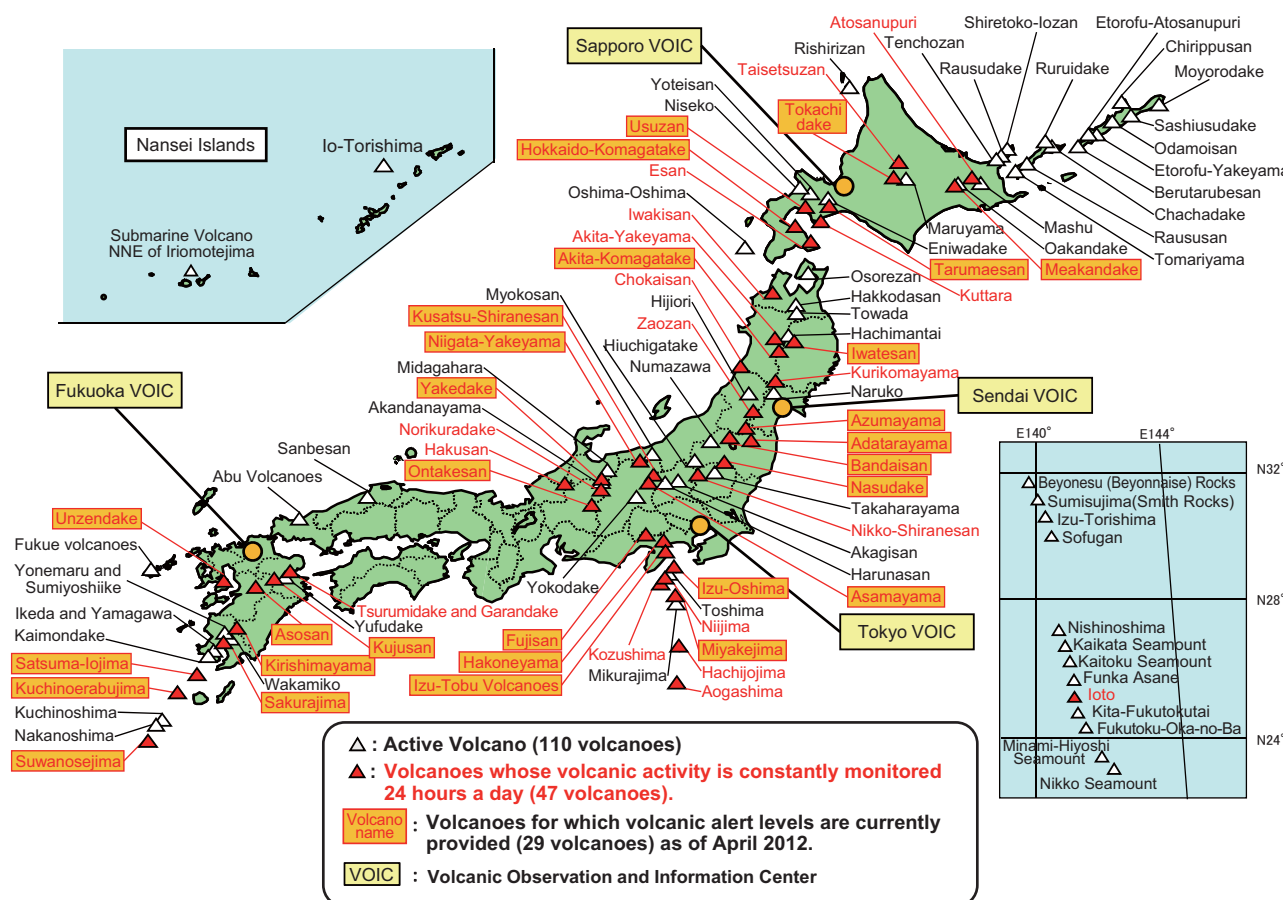 Nansei Islands
Io-Torishima
Submarine Volcano
NNE of Iriomotejima
Sapporo VOIC
Rishirizan
Taisetsuzan
Tokachi
dake
Yoteisan
Niseko
Usuzan
Hokkaido-Komagatake
Esan
Oshima-Oshima
Iwakisan
Akita-Yakeyama
Akita-Komagatake
Chokaisan
Hijiori
Zaozan
Hiuchigatake
Numazawa
Atosanupuri
Tenchozan
Shiretoko-Iozan
Rausudake
Ruruidake
Etorofu-Atosanupuri
Chirippusan
Moyorodake
Sashiusudake
Odamoisan
Etorofu-Yakeyama
Berutarubesan
Chachadake
Raususan
Tomariyama
Mashu
Oakandake
Meakandake
Maruyama
Eniwadake
Tarumaesan
Kuttara
Osorezan
Hakkodasan
Towada
Hachimantai
Iwatesan
Kurikomayama
Naruko
Sendai VOIC
Azumayama
Adatarayama
Bandaisan
Nasudake
Takaharayama
Nikko-Shiranesan
Akagisan
Harunasan
Asamayama
Tokyo VOIC
Myokosan
Kusatsu-Shiranesan
Niigata-Yakeyama
Midagahara
Yakedake
Akandanayama
Norikuradake
Hakusan
Ontakesan
Yokodake
Fukuoka VOIC
Sanbesan
Abu Volcanoes
Unzendake
Fukue volcanoes
Yonemaru and
Sumiyoshiike
Ikeda and Yamagawa
Kaimondake
Satsuma-Iojima
Kuchinoerabujima
Kuchinoshima
Nakanoshima
Suwanosejima
Tsurumidake and Garandake
Yufudake
Kujusan
Asosan
Kirishimayama
Wakamiko
Sakurajima
Fujisan
Hakoneyama
Izu-Tobu Volcanoes
Izu-Oshima
Toshima
Niijima
Kozushima
Miyakejima
Mikurajima
Hachijojima
Aogashima
E140°
E144°
N32°
N28°
N24°
Beyonesu (Beyonnaise) Rocks
Sumisujima(Smith Rocks)
Izu-Torishima
Sofugan
Nishinoshima
Kaikata Seamount
Kaitoku Seamount
Funka Asane
Ioto
Kita-Fukutokutai
Fukutoku-Oka-no-Ba
Minami-Hiyoshi
Seamount
Nikko Seamount
: Active Volcano (110 volcanoes)
: Volcanoes whose volcanic activity is constantly monitored
24 hours a day (47 volcanoes).
Volcano
name
: Volcanoes for which volcanic alert levels are currently
provided (29 volcanoes) as of April 2012.
VOIC : Volcanic Observation and Information Center